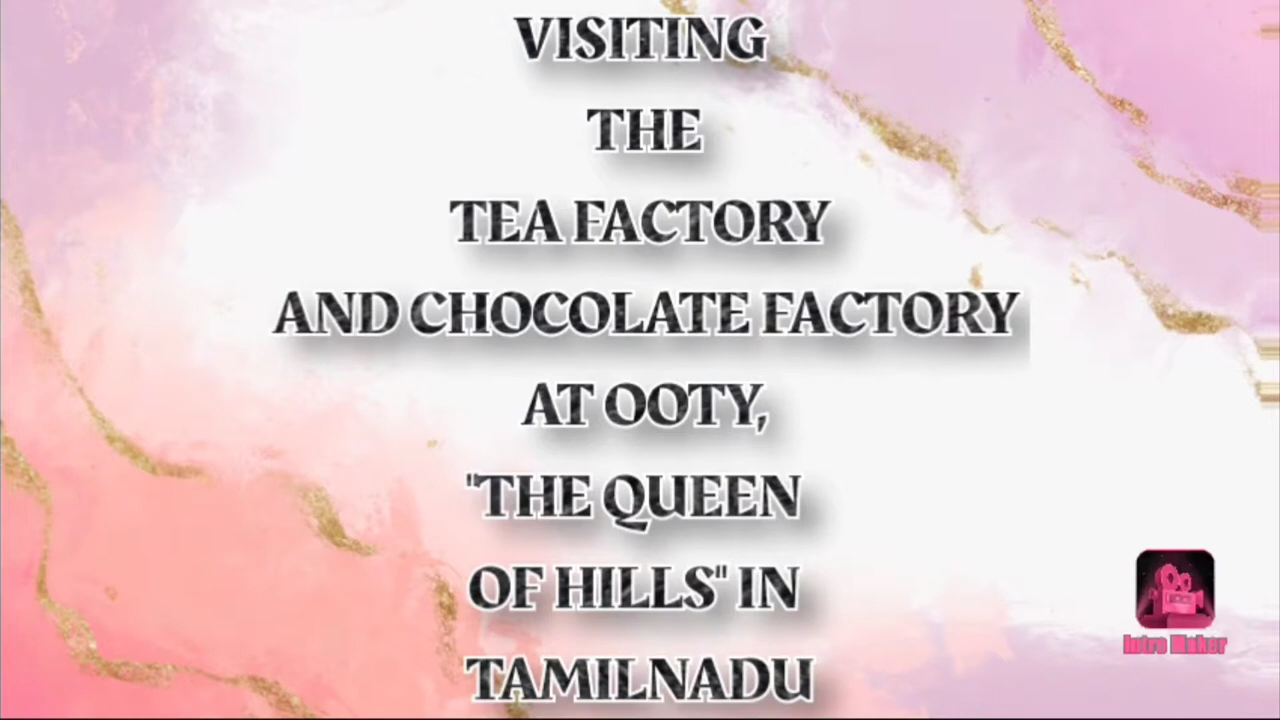 VISITING
THE
TEA FACTORY
AND CHOCOLATE FACTORY
AT OOTY,
"THE QUEEN
OF HILLS" IN
TAMILNADU
Intro Maker